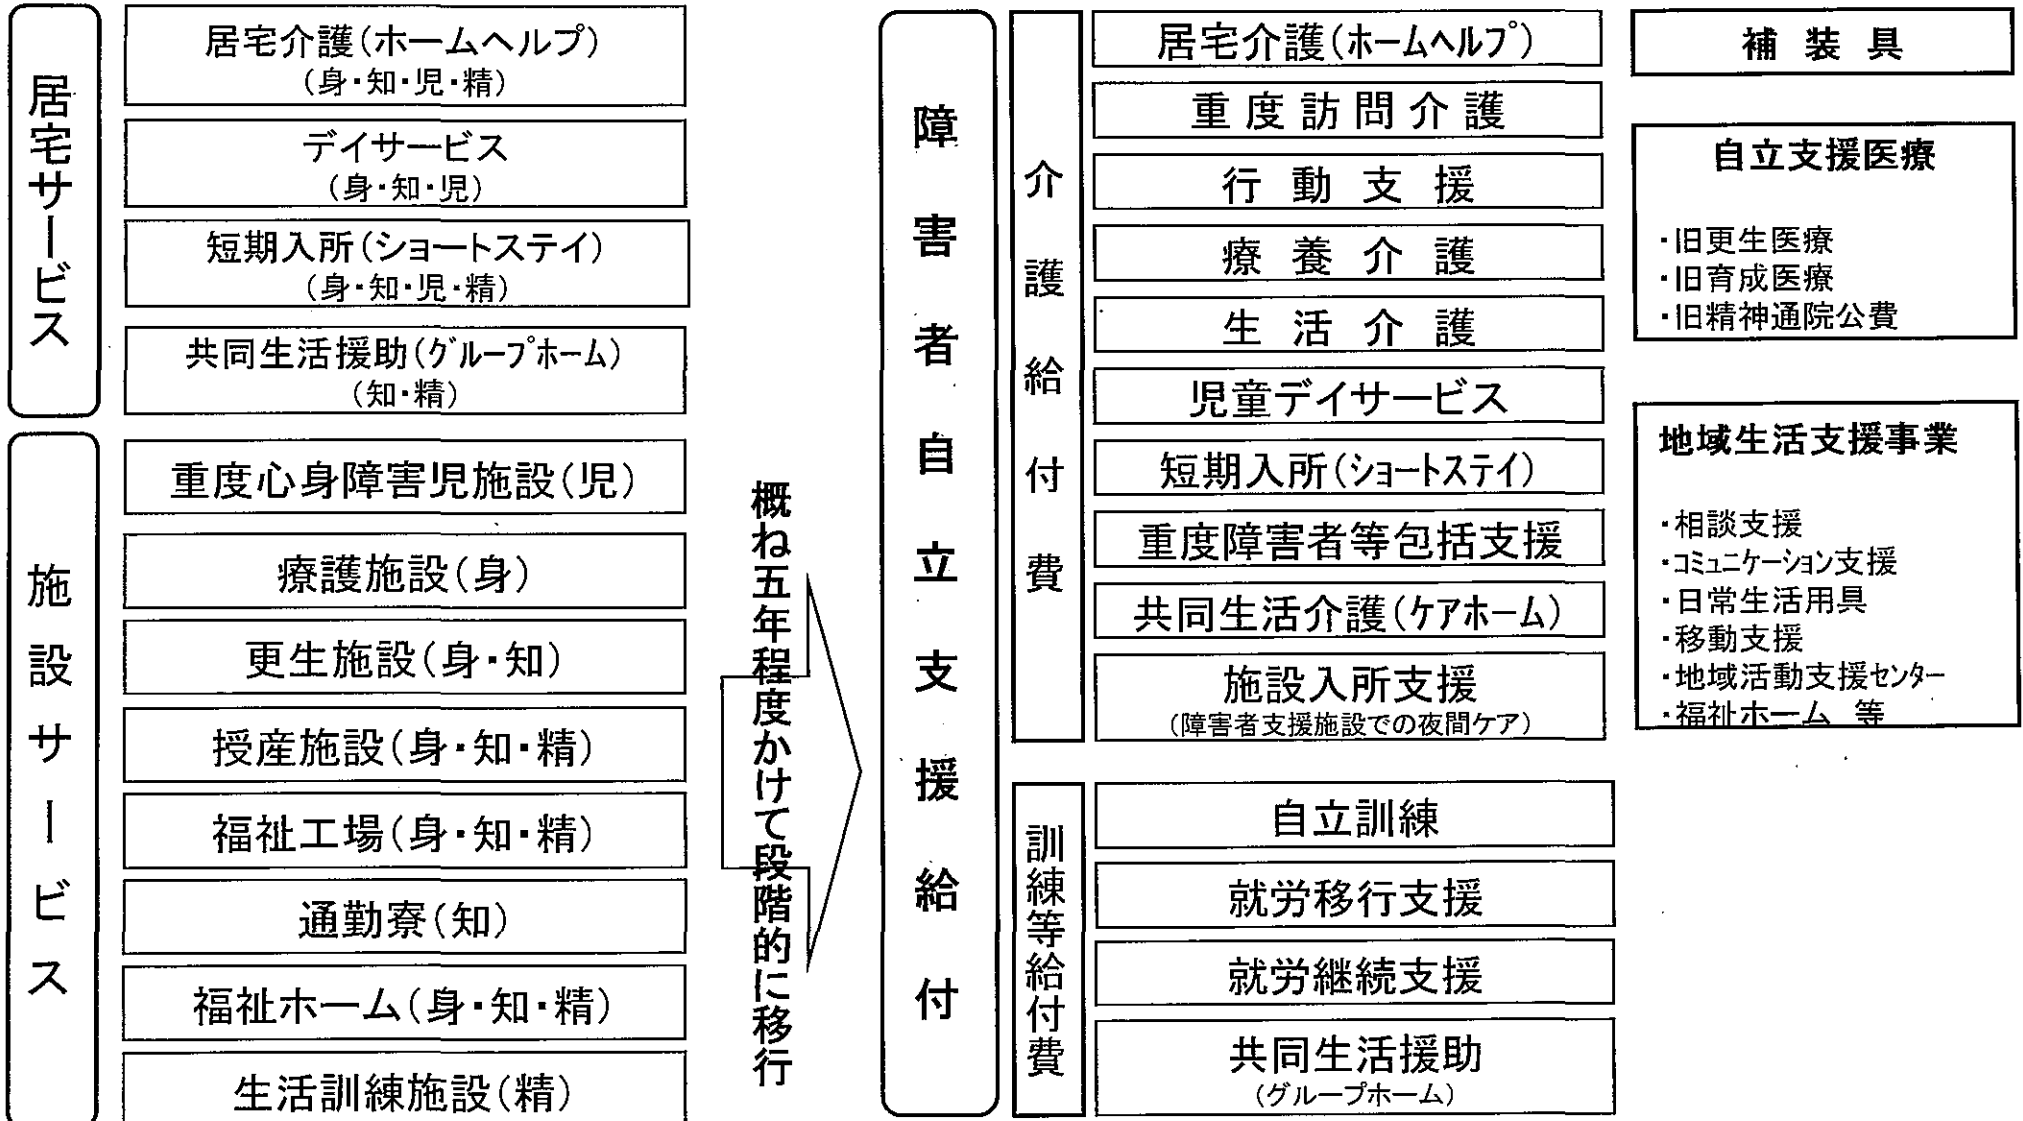 居宅サービス
居宅介護(ホームヘルプ)
(身・知・児・精)
デイサービス
(身・知・児)
短期入所(ショートステイ)
(身・知・児・精)
共同生活援助(グループホーム)
(知・精)
施設サービス
重度心身障害児施設(児)
療護施設(身)
更生施設(身・知)
授産施設(身・知・精)
福祉工場(身・知・精)
通勤寮(知)
福祉ホーム(身・知・精)
生活訓練施設(精)
概ね五年程度かけて段階的に移行
障害者自立支援給付
介護給付費
居宅介護(ホームヘルプ)
重度訪問介護
行動支援
療養介護
生活介護
児童デイサービス
短期入所(ショートステイ)
重度障害者等包括支援
共同生活介護(ケアホーム)
施設入所支援
(障害者支援施設での夜間ケア)
訓練等給付費
自立訓練
就労移行支援
就労継続支援
共同生活援助
(グループホーム)
補装具
自立支援医療
・旧更生医療
・旧育成医療
・旧精神通院公費
地域生活支援事業
・相談支援
・コミュニケーション支援
・日常生活用具
・移動支援
・地域活動支援センター
・福祉ホーム 等